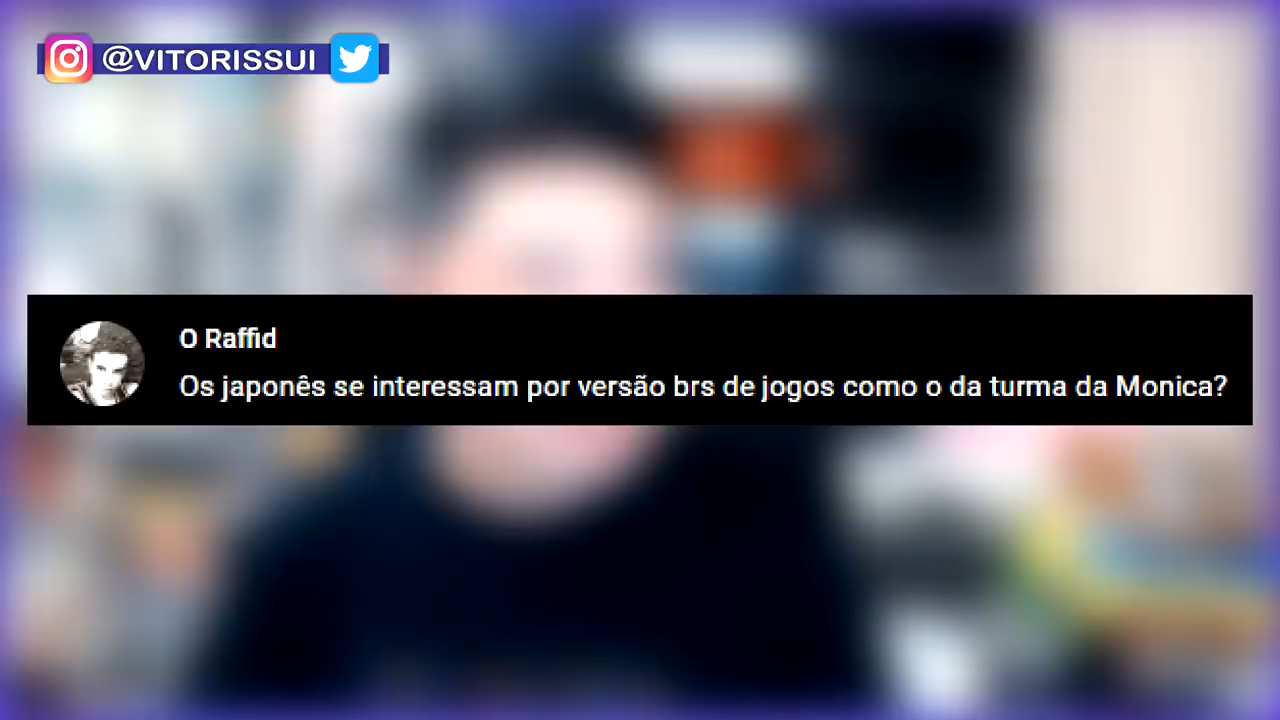 @VITORISSUI
O Raffid
Os japonês se interessam por versão brs de jogos como o da turma da Monica?